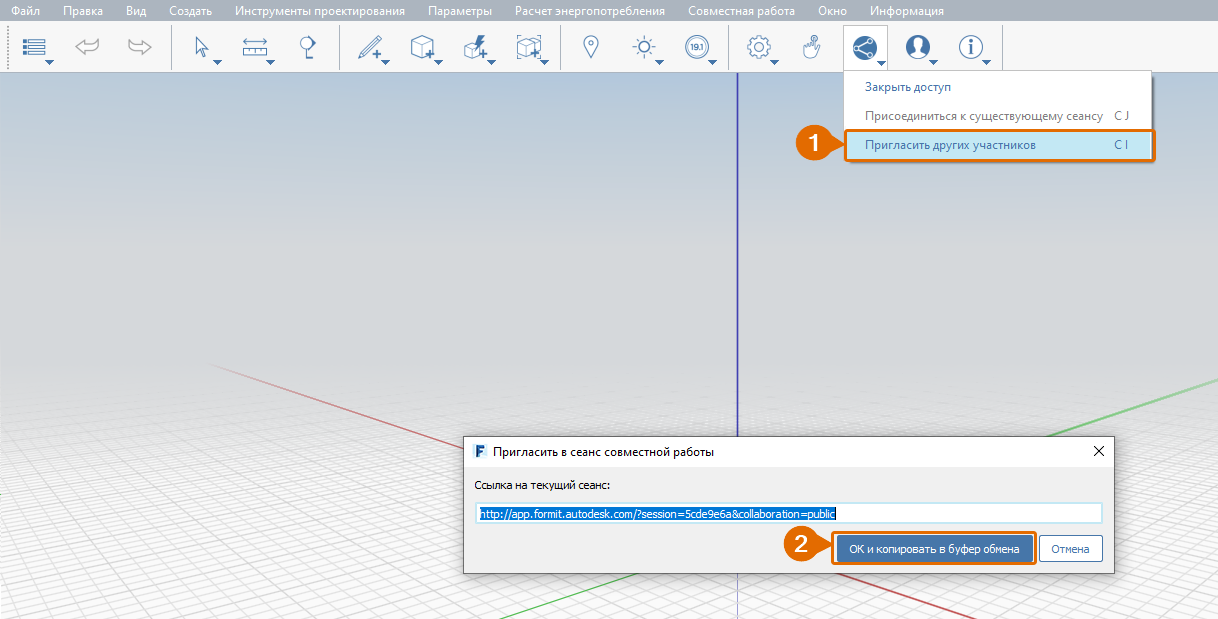 Файл Правка Вид Создать Инструменты проектирования Параметры Расчет энергопотребления Совместная работа Окно Информация
19.1
Закрыть доступ
Присоединиться к существующему сеансу C J
1
Пригласить других участников C I
F Пригласить в сеанс совместной работы
Ссылка на текущий сеанс:
http://app.formit.autodesk.com/?session=5cde9e6a&collaboration=public
2
OK и копировать в буфер обмена Отмена